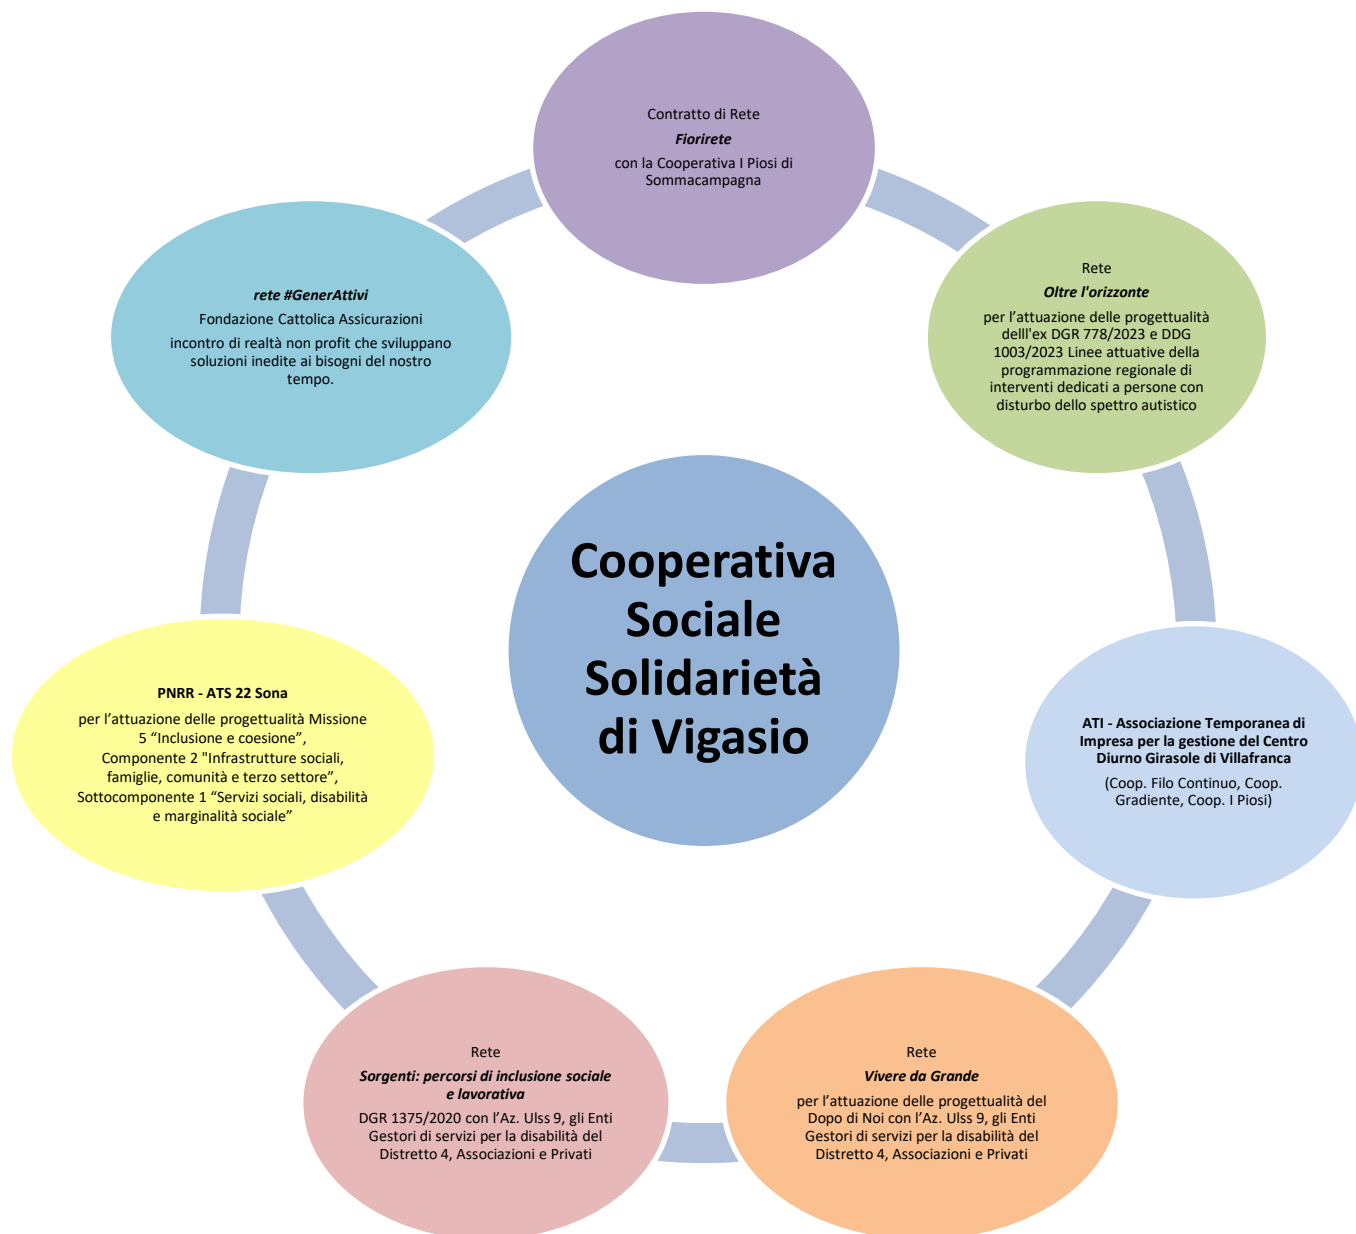 Contratto di Rete
Fiorirete
con la Cooperativa I Piosi di
Sommacampagna
Rete
Oltre l'orizzonte
per l’attuazione delle progettualità
delll'ex DGR 778/2023 e DDG
1003/2023 Linee attuative della
programmazione regionale di
interventi dedicati a persone con
disturbo dello spettro autistico
ATI - Associazione Temporanea di
Impresa per la gestione del Centro
Diurno Girasole di Villafranca
(Coop. Filo Continuo, Coop.
Gradiente, Coop. I Piosi)
Rete
Vivere da Grande
per l’attuazione delle progettualità del
Dopo di Noi con l’Az. Ulss 9, gli Enti
Gestori di servizi per la disabilità del
Distretto 4, Associazioni e Privati
Rete
Sorgenti: percorsi di inclusione sociale
e lavorativa
DGR 1375/2020 con l’Az. Ulss 9, gli Enti
Gestori di servizi per la disabilità del
Distretto 4, Associazioni e Privati
PNRR - ATS 22 Sona
per l’attuazione delle progettualità Missione
5 “Inclusione e coesione”,
Componente 2 "Infrastrutture sociali,
famiglie, comunità e terzo settore”,
Sottocomponente 1 “Servizi sociali, disabilità
e marginalità sociale”
rete #GenerAttivi
Fondazione Cattolica Assicurazioni
incontro di realtà non profit che sviluppano
soluzioni inedite ai bisogni del nostro
tempo.
Cooperativa
Sociale
Solidarietà
di Vigasio